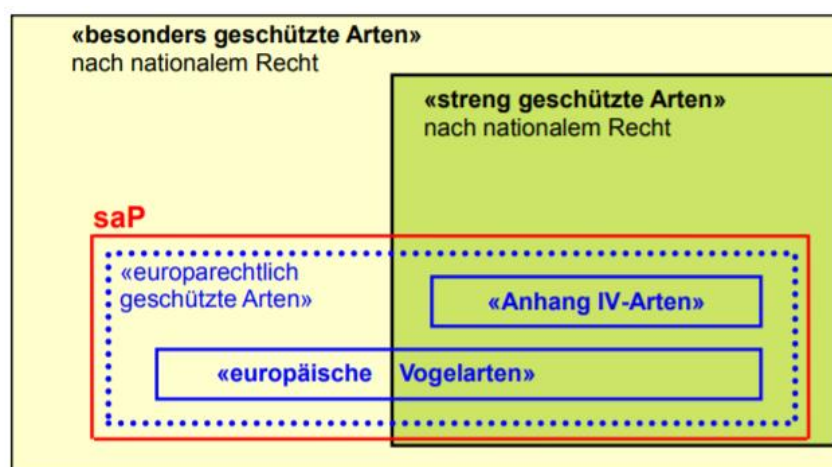 «besonders geschützte Arten»
nach nationalem Recht
«streng geschützte Arten»
nach nationalem Recht
saP
«europarechtlich
geschützte Arten»
«Anhang IV-Arten»
«europäische Vogelarten»